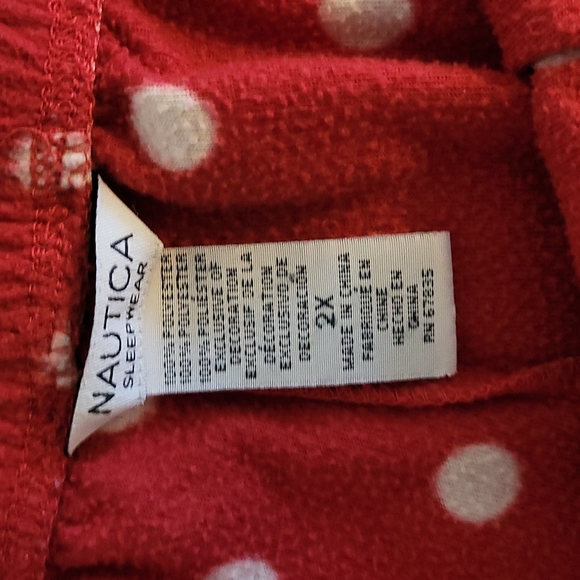 NAUTICA
SLEEPWEAR
100% POLYESTER
100% POLYESTER
100% POLIÉSTER
EXCLUSIVE OF
DECORATION
EXCLUSIF DE LA
DÉCORATION
EXCLUSIVO DE
DECORACIÓN
2X
MADE IN CHINA
FABRIQUÉ EN
CHINE
HECHO EN
CHINA
RN 67835